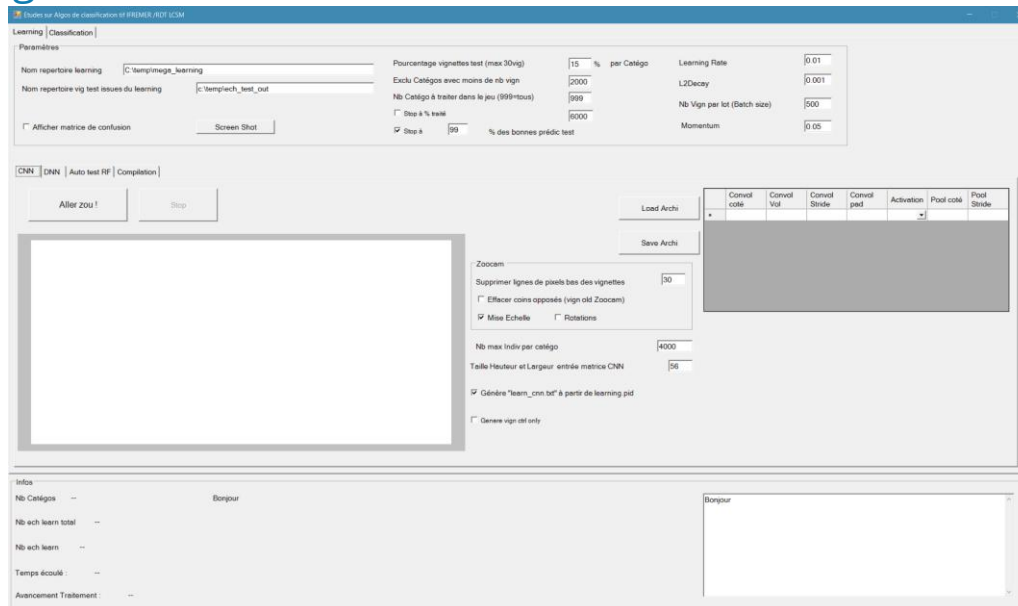 Etudes sur Algos de classification tif IFREMER /RDT LCSM
Learning
Classification
Paramètres
Nom repertoire learning
C:\temp\mega_learning
Nom repertoire vig test issues du learning
c:\temp\ech_test_out
Afficher matrice de confusion
Screen Shot
Pourcentage vignettes test (max 30vig)
15
% par Catégo
Exclu Catégos avec moins de nb vign
2000
Nb Catégo à traiter dans le jeu (999=tous)
999
Stop à % traité
6000
Stop à
99
% des bonnes prédic test
Learning Rate
0.01
L2Decay
0.001
Nb Vign par lot (Batch size)
500
Momentum
0.05
CNN
DNN
Auto test RF
Compilation
Aller zou !
Stop
Load Archi
Save Archi
Convol coté
Convol Vol
Convol Stride
Convol pad
Activation
Pool coté
Pool Stride
Zoocam
Supprimer lignes de pixels bas des vignettes
30
Effacer coins opposés (vign old Zoocam)
Mise Echelle
Rotations
Nb max Indiv par catégo
4000
Taille Hauteur et Largeur entrée matrice CNN
56
Génère "learn_cnn.txt" à partir de learning.pid
Genere vign ctrl only
Infos
Nb Catégos --
Bonjour
Bonjour
Nb ech learn total --
Nb ech learn --
Temps écoulé : --
Avancement Traitement : --